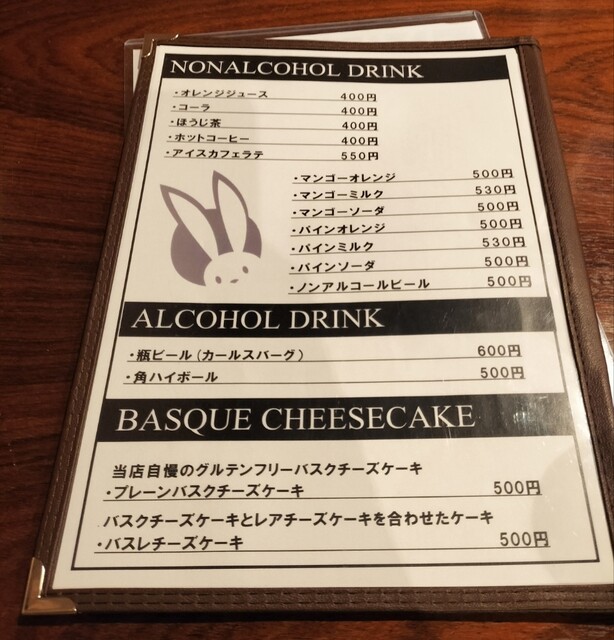 NONALCOHOL DRINK
・オレンジジュース 400円
・コーラ 400円
・ほうじ茶 400円
・ホットコーヒー 400円
・アイスカフェラテ 550円
・マンゴーオレンジ 500円
・マンゴーミルク 530円
・マンゴーソーダ 500円
・パインオレンジ 500円
・パインミルク 530円
・パインソーダ 500円
・ノンアルコールビール 500円
ALCOHOL DRINK
・瓶ビール(カールスバーグ) 600円
・角ハイボール 500円
BASQUE CHEESECAKE
当店自慢のグルテンフリーバスクチーズケーキ
・プレーンバスクチーズケーキ 500円
バスクチーズケーキとレアチーズケーキを合わせたケーキ
・バスレチーズケーキ 500円